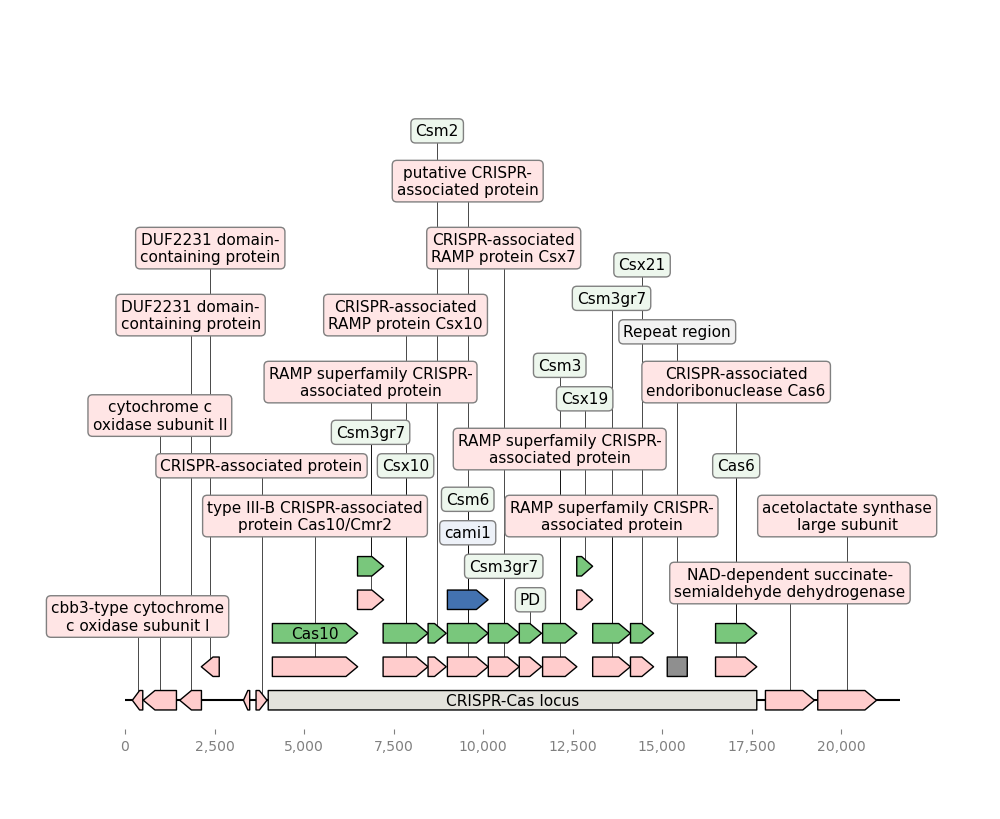 Csm2
putative CRISPR-
associated protein
DUF2231 domain-
containing protein
CRISPR-associated
RAMP protein Csx7
Csx21
Csm3gr7
DUF2231 domain-
containing protein
CRISPR-associated
RAMP protein Csx10
Repeat region
RAMP superfamily CRISPR-
associated protein
Csm3
CRISPR-associated
endoribonuclease Cas6
Csx19
cytochrome c
oxidase subunit II
Csm3gr7
RAMP superfamily CRISPR-
associated protein
CRISPR-associated protein
Csx10
Cas6
Csm6
type III-B CRISPR-associated
protein Cas10/Cmr2
RAMP superfamily CRISPR-
associated protein
acetolactate synthase
large subunit
cami1
Csm3gr7
NAD-dependent succinate-
semialdehyde dehydrogenase
PD
cbb3-type cytochrome
c oxidase subunit I
Cas10
CRISPR-Cas locus
0
2,500
5,000
7,500
10,000
12,500
15,000
17,500
20,000